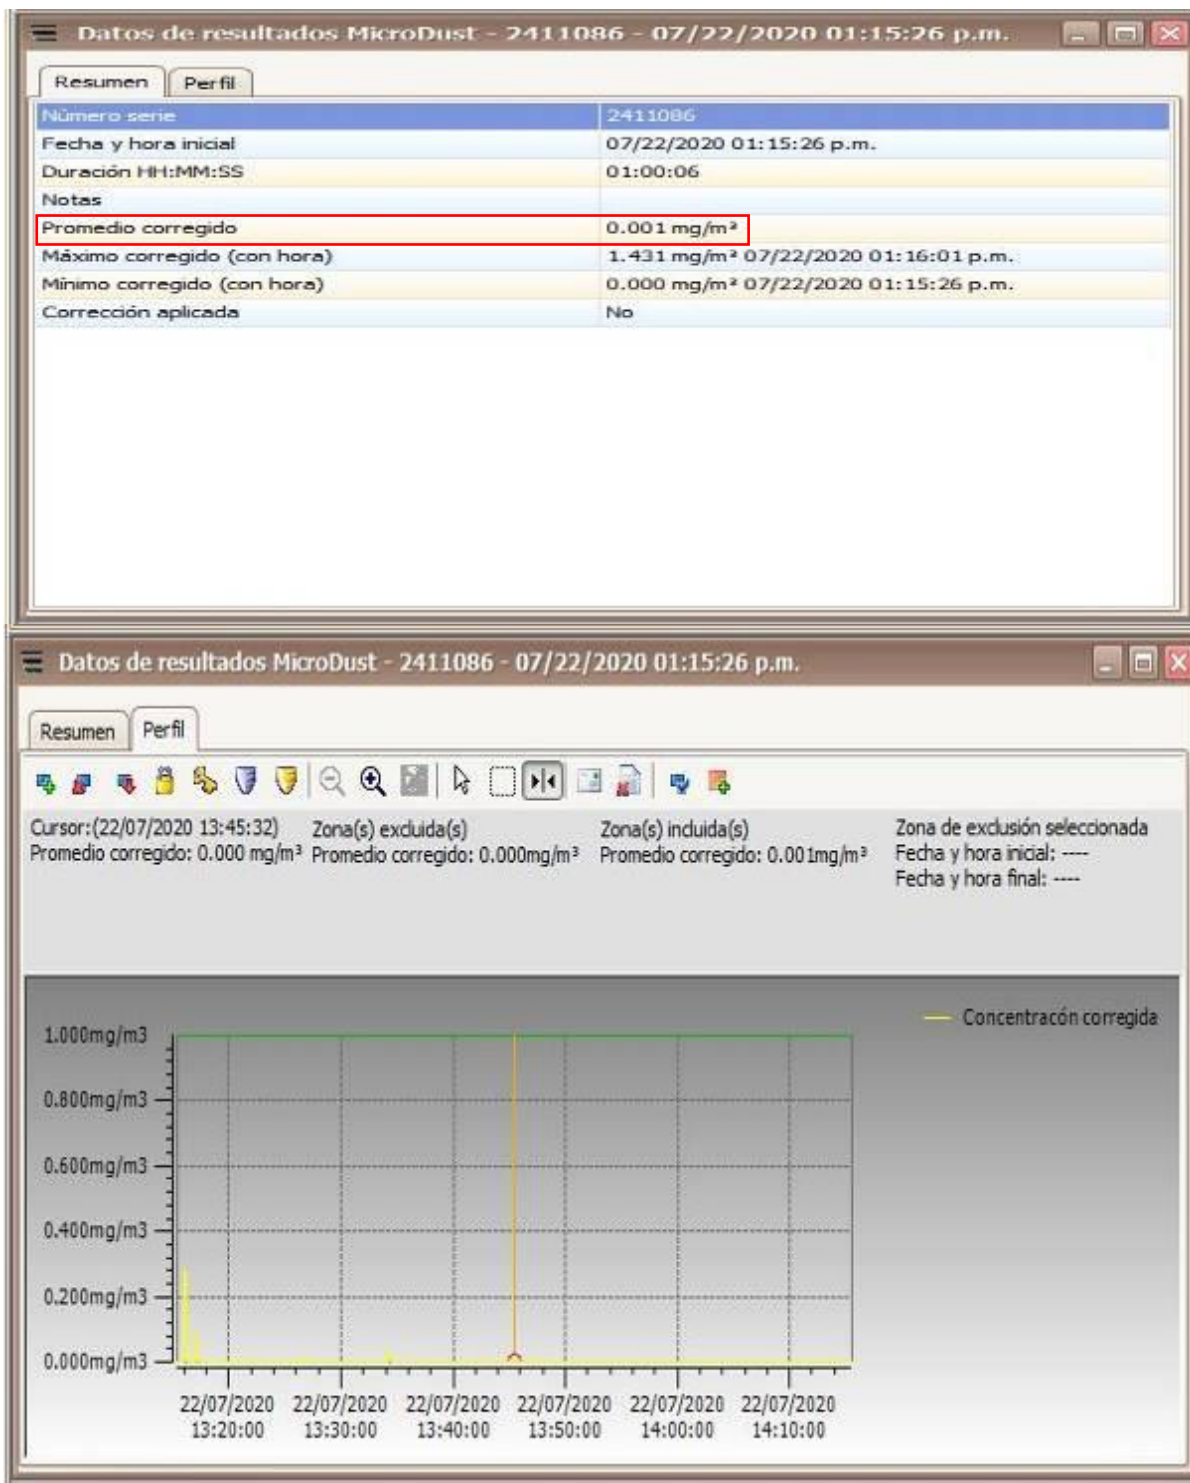 Datos de resultados MicroDust - 2411086 - 07/22/2020 01:15:26 p.m.
Resumen Perfil
Número serie 2411086
Fecha y hora inicial 07/22/2020 01:15:26 p.m.
Duración HH:MM:SS 01:00:06
Notas
Promedio corregido 0.001 mg/m³
Máximo corregido (con hora) 1.431 mg/m³ 07/22/2020 01:16:01 p.m.
Mínimo corregido (con hora) 0.000 mg/m³ 07/22/2020 01:15:26 p.m.
Corrección aplicada No
Datos de resultados MicroDust - 2411086 - 07/22/2020 01:15:26 p.m.
Resumen Perfil
Cursor:(22/07/2020 13:45:32) Zona(s) excluida(s) Zona(s) incluida(s) Zona de exclusión seleccionada
Promedio corregido: 0.000 mg/m³ Promedio corregido: 0.000mg/m³ Promedio corregido: 0.001mg/m³ Fecha y hora inicial: ----
Fecha y hora final: ----
Concentracón corregida
1.000mg/m3
0.800mg/m3
0.600mg/m3
0.400mg/m3
0.200mg/m3
0.000mg/m3
22/07/2020 22/07/2020 22/07/2020 22/07/2020 22/07/2020 22/07/2020
13:20:00 13:30:00 13:40:00 13:50:00 14:00:00 14:10:00